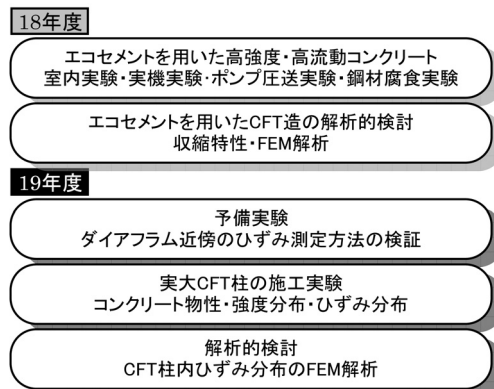 18年度
エコセメントを用いた高強度・高流動コンクリート
室内実験・実機実験・ポンプ圧送実験・鋼材腐食実験
エコセメントを用いたCFT造の解析的検討
収縮特性・FEM解析
19年度
予備実験
ダイアフラム近傍のひずみ測定方法の検証
実大CFT柱の施工実験
コンクリート物性・強度分布・ひずみ分布
解析的検討
CFT柱内ひずみ分布のFEM解析